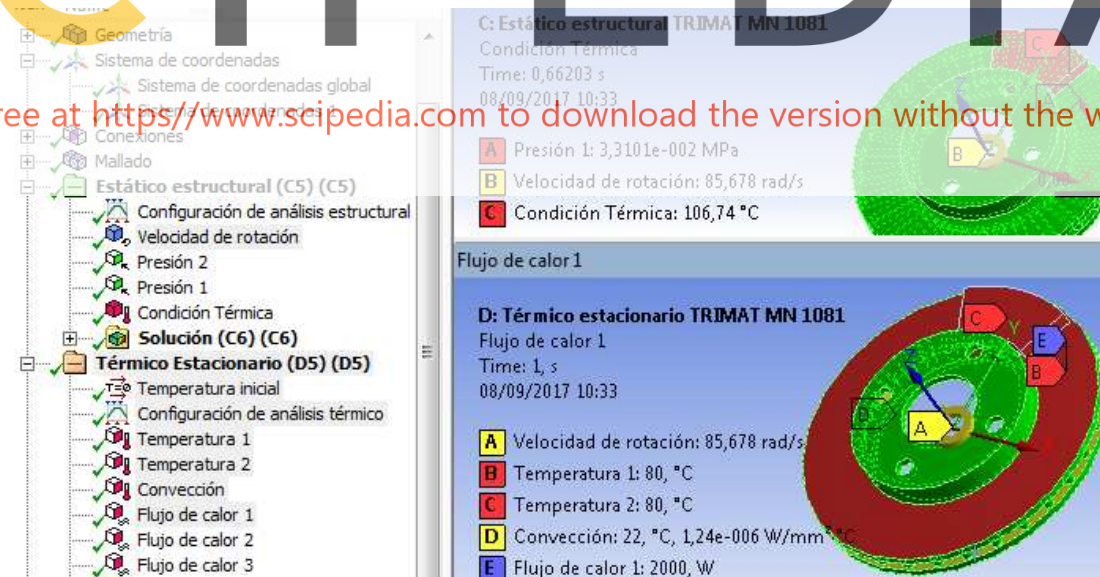 Geometría
Sistema de coordenadas
Sistema de coordenadas global
Sistema de coordenadas 1
Conexiones
Mallado
Estático estructural (C5) (C5)
Configuración de análisis estructural
Velocidad de rotación
Presión 2
Presión 1
Condición Térmica
Solución (C6) (C6)
Térmico Estacionario (D5) (D5)
Temperatura inicial
Configuración de análisis térmico
Temperatura 1
Temperatura 2
Convección
Flujo de calor 1
Flujo de calor 2
Flujo de calor 3
ree at https://www.scipedia.com to download the version without the w
C: Estático estructural TRIMAT MN 1081
Condición Térmica
Time: 0,66203 s
08/09/2017 10:33
A Presión 1: 3,3101e-002 MPa
B Velocidad de rotación: 85,678 rad/s
C Condición Térmica: 106,74 °C
C
B
Flujo de calor 1
D: Térmico estacionario TRIMAT MN 1081
Flujo de calor 1
Time: 1, s
08/09/2017 10:33
A Velocidad de rotación: 85,678 rad/s
B Temperatura 1: 80, °C
C Temperatura 2: 80, °C
D Convección: 22, °C, 1,24e-006 W/mm²°C
E Flujo de calor 1: 2000, W
C
Y
E
B
Z
D
A